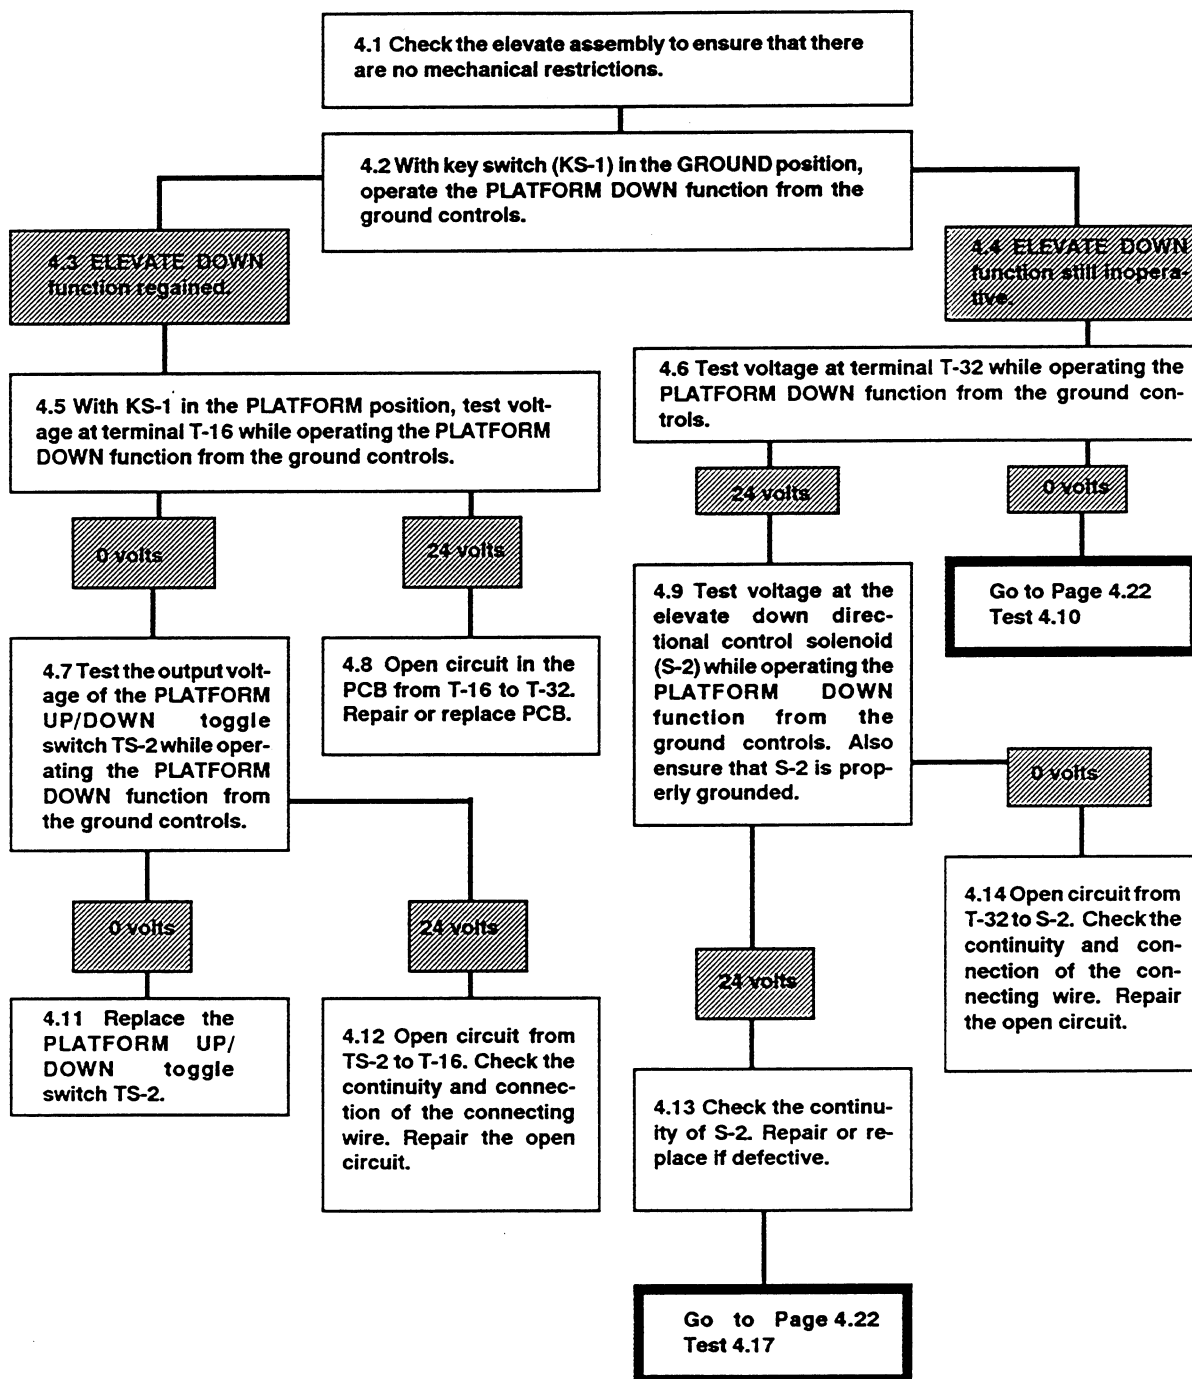 4.1 Check the elevate assembly to ensure that there
are no mechanical restrictions.
4.2 With key switch (KS-1) in the GROUND position,
operate the PLATFORM DOWN function from the
ground controls.
4.3 ELEVATE DOWN
function regained.
4.4 ELEVATE DOWN
function still inopera-
tive.
4.5 With KS-1 in the PLATFORM position, test volt-
age at terminal T-16 while operating the PLATFORM
DOWN function from the ground controls.
4.6 Test voltage at terminal T-32 while operating the
PLATFORM DOWN function from the ground con-
trols.
0 volts
24 volts
24 volts
0 volts
4.7 Test the output volt-
age of the PLATFORM
UP/DOWN toggle
switch TS-2 while oper-
ating the PLATFORM
DOWN function from
the ground controls.
4.8 Open circuit in the
PCB from T-16 to T-32.
Repair or replace PCB.
4.9 Test voltage at the
elevate down direc-
tional control solenoid
(S-2) while operating the
PLATFORM DOWN
function from the
ground controls. Also
ensure that S-2 is prop-
erly grounded.
Go to Page 4.22
Test 4.10
0 volts
0 volts
24 volts
24 volts
4.11 Replace the
PLATFORM UP/
DOWN toggle
switch TS-2.
4.12 Open circuit from
TS-2 to T-16. Check the
continuity and connec-
tion of the connecting
wire. Repair the open
circuit.
4.13 Check the continu-
ity of S-2. Repair or re-
place if defective.
4.14 Open circuit from
T-32 to S-2. Check the
continuity and con-
nection of the con-
necting wire. Repair
the open circuit.
Go to Page 4.22
Test 4.17